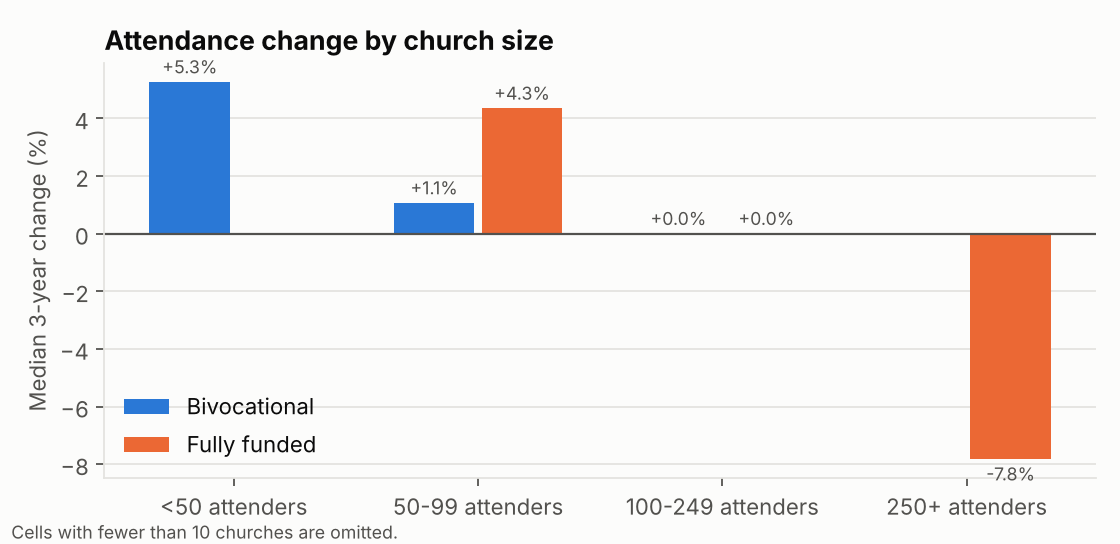 Attendance change by church size
+5.3%
+4.3%
+1.1%
+0.0% +0.0%
-7.8%
Median 3-year change (%)
4
2
0
−2
−4
−6
−8
Bivocational
Fully funded
<50 attenders 50-99 attenders 100-249 attenders 250+ attenders
Cells with fewer than 10 churches are omitted.